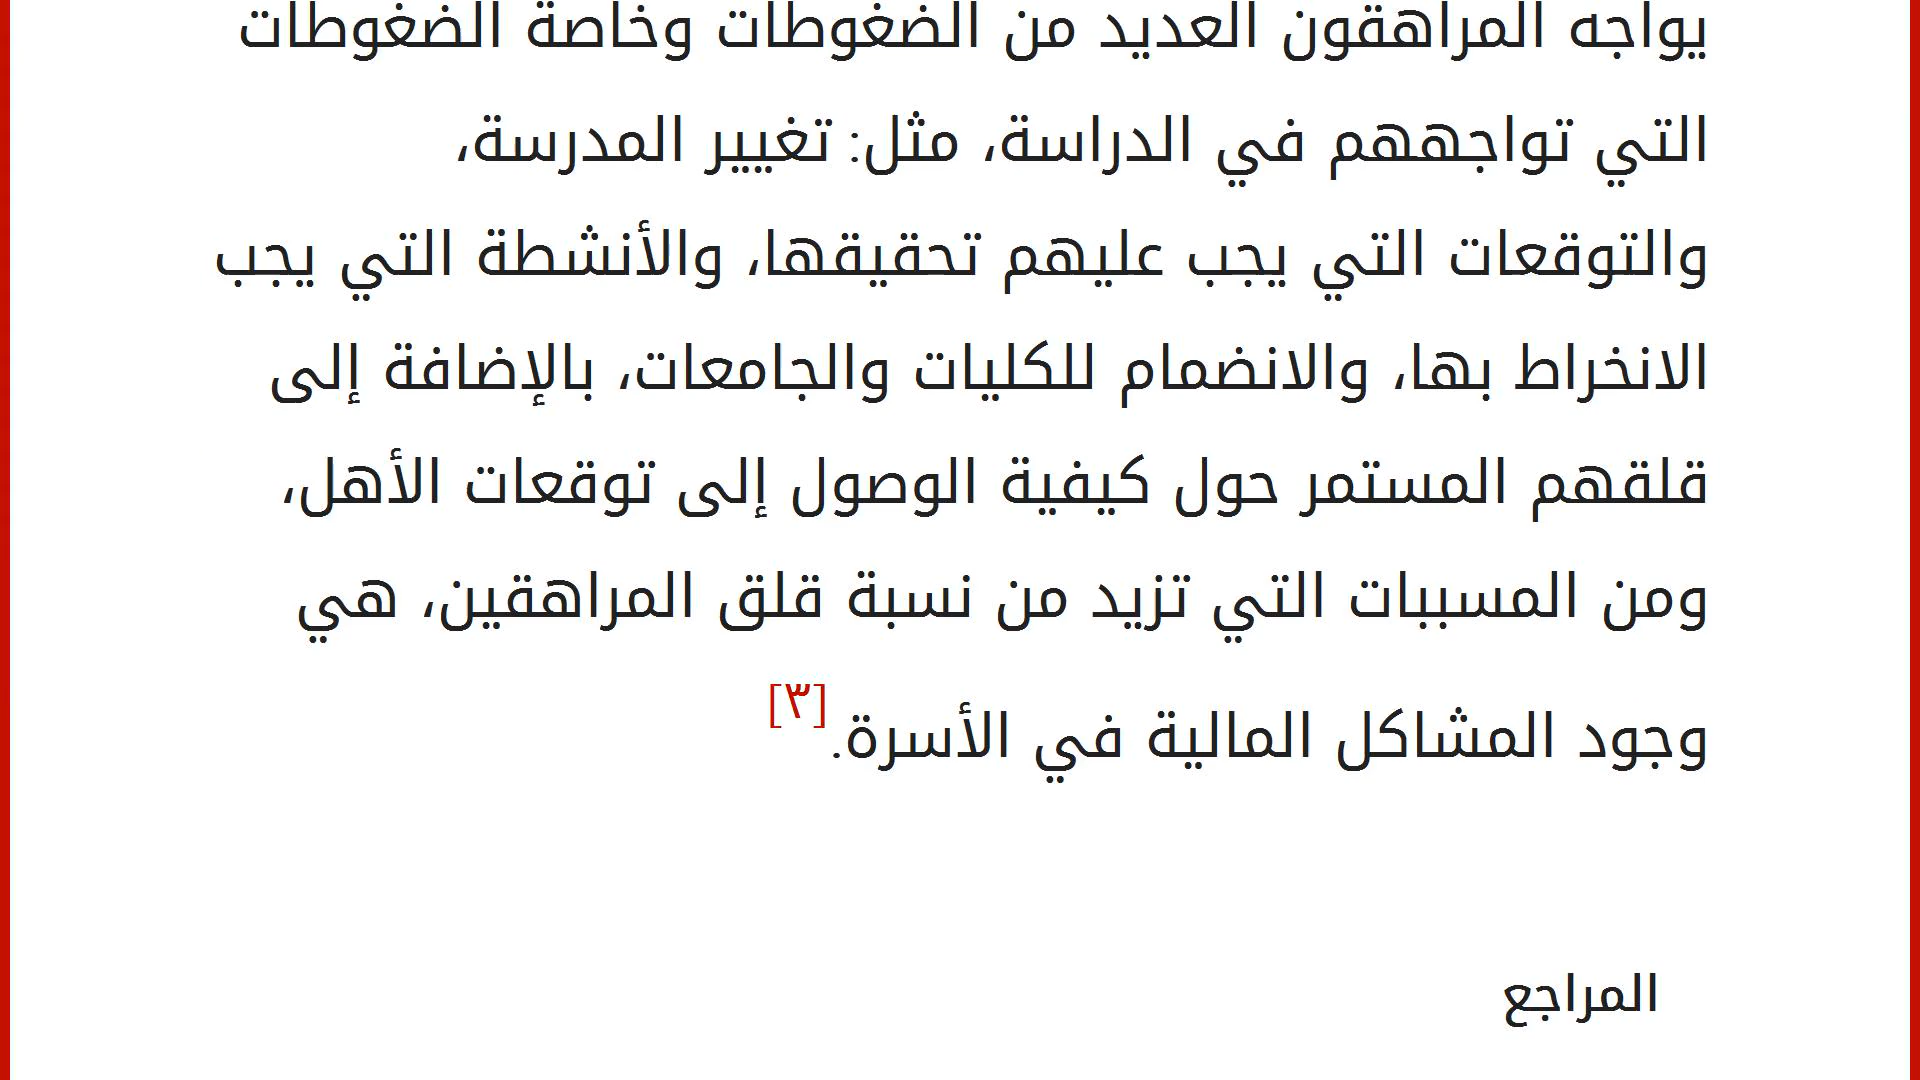 يواجه المراهقون العديد من الضغوطات وخاصة الضغوطات
التي تواجههم في الدراسة، مثل: تغيير المدرسة،
والتوقعات التي يجب عليهم تحقيقها، والأنشطة التي يجب
الانخراط بها، والانضمام للكليات والجامعات، بالإضافة إلى
قلقهم المستمر حول كيفية الوصول إلى توقعات الأهل،
ومن المسببات التي تزيد من نسبة قلق المراهقين، هي
وجود المشاكل المالية في الأسرة.[٣]
المراجع